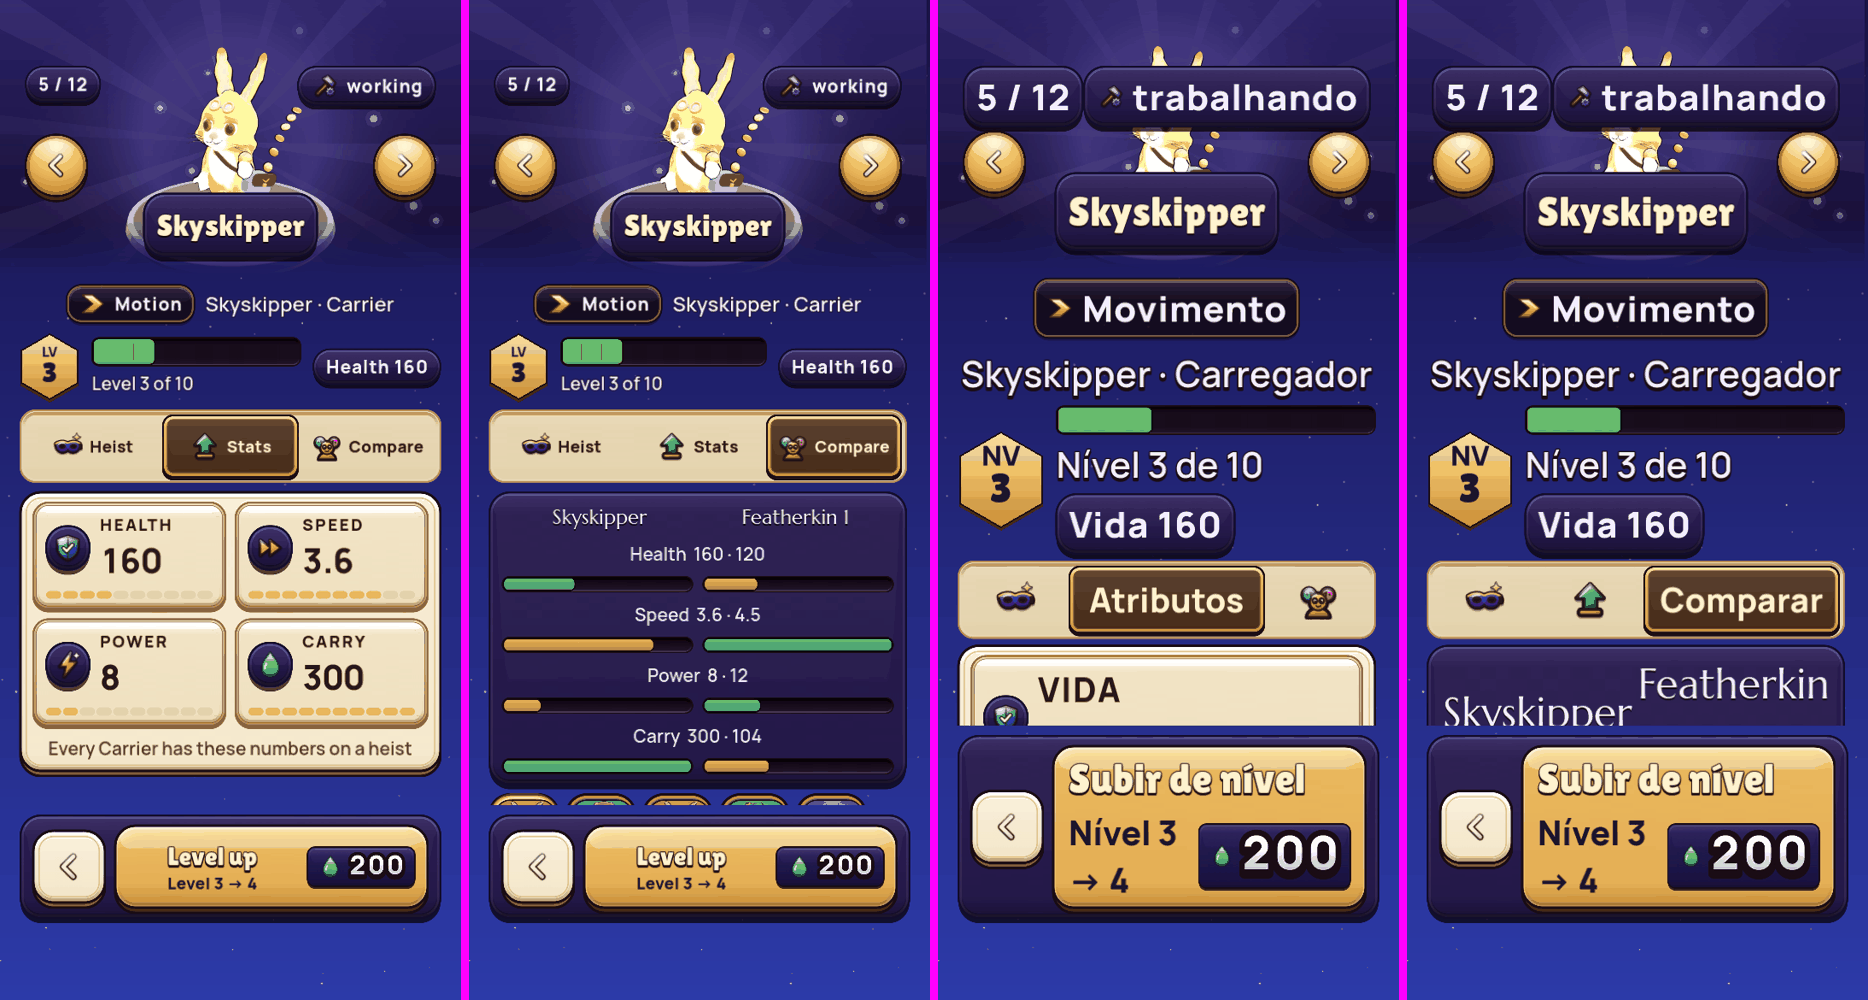 5 / 12
working
Skyskipper
Motion
Skyskipper · Carrier
LV
3
Level 3 of 10
Health 160
Heist
Stats
Compare
HEALTH
160
SPEED
3.6
POWER
8
CARRY
300
Every Carrier has these numbers on a heist
Level up
Level 3 → 4
200
5 / 12
working
Skyskipper
Motion
Skyskipper · Carrier
LV
3
Level 3 of 10
Health 160
Heist
Stats
Compare
Skyskipper
Featherkin 1
Health 160 · 120
Speed 3.6 · 4.5
Power 8 · 12
Carry 300 · 104
Level up
Level 3 → 4
200
5 / 12
trabalhando
Skyskipper
Movimento
Skyskipper · Carregador
NV
3
Nível 3 de 10
Vida 160
Atributos
VIDA
Subir de nível
Nível 3
→ 4
200
5 / 12
trabalhando
Skyskipper
Movimento
Skyskipper · Carregador
NV
3
Nível 3 de 10
Vida 160
Comparar
Skyskipper
Featherkin
Subir de nível
Nível 3
→ 4
200